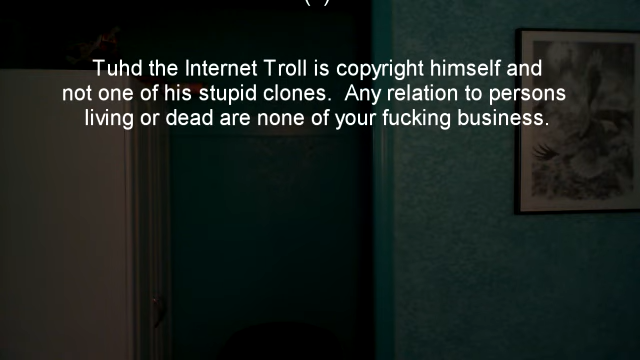 Tuhd the Internet Troll is copyright himself and
not one of his stupid clones.  Any relation to persons
living or dead are none of your fucking business.